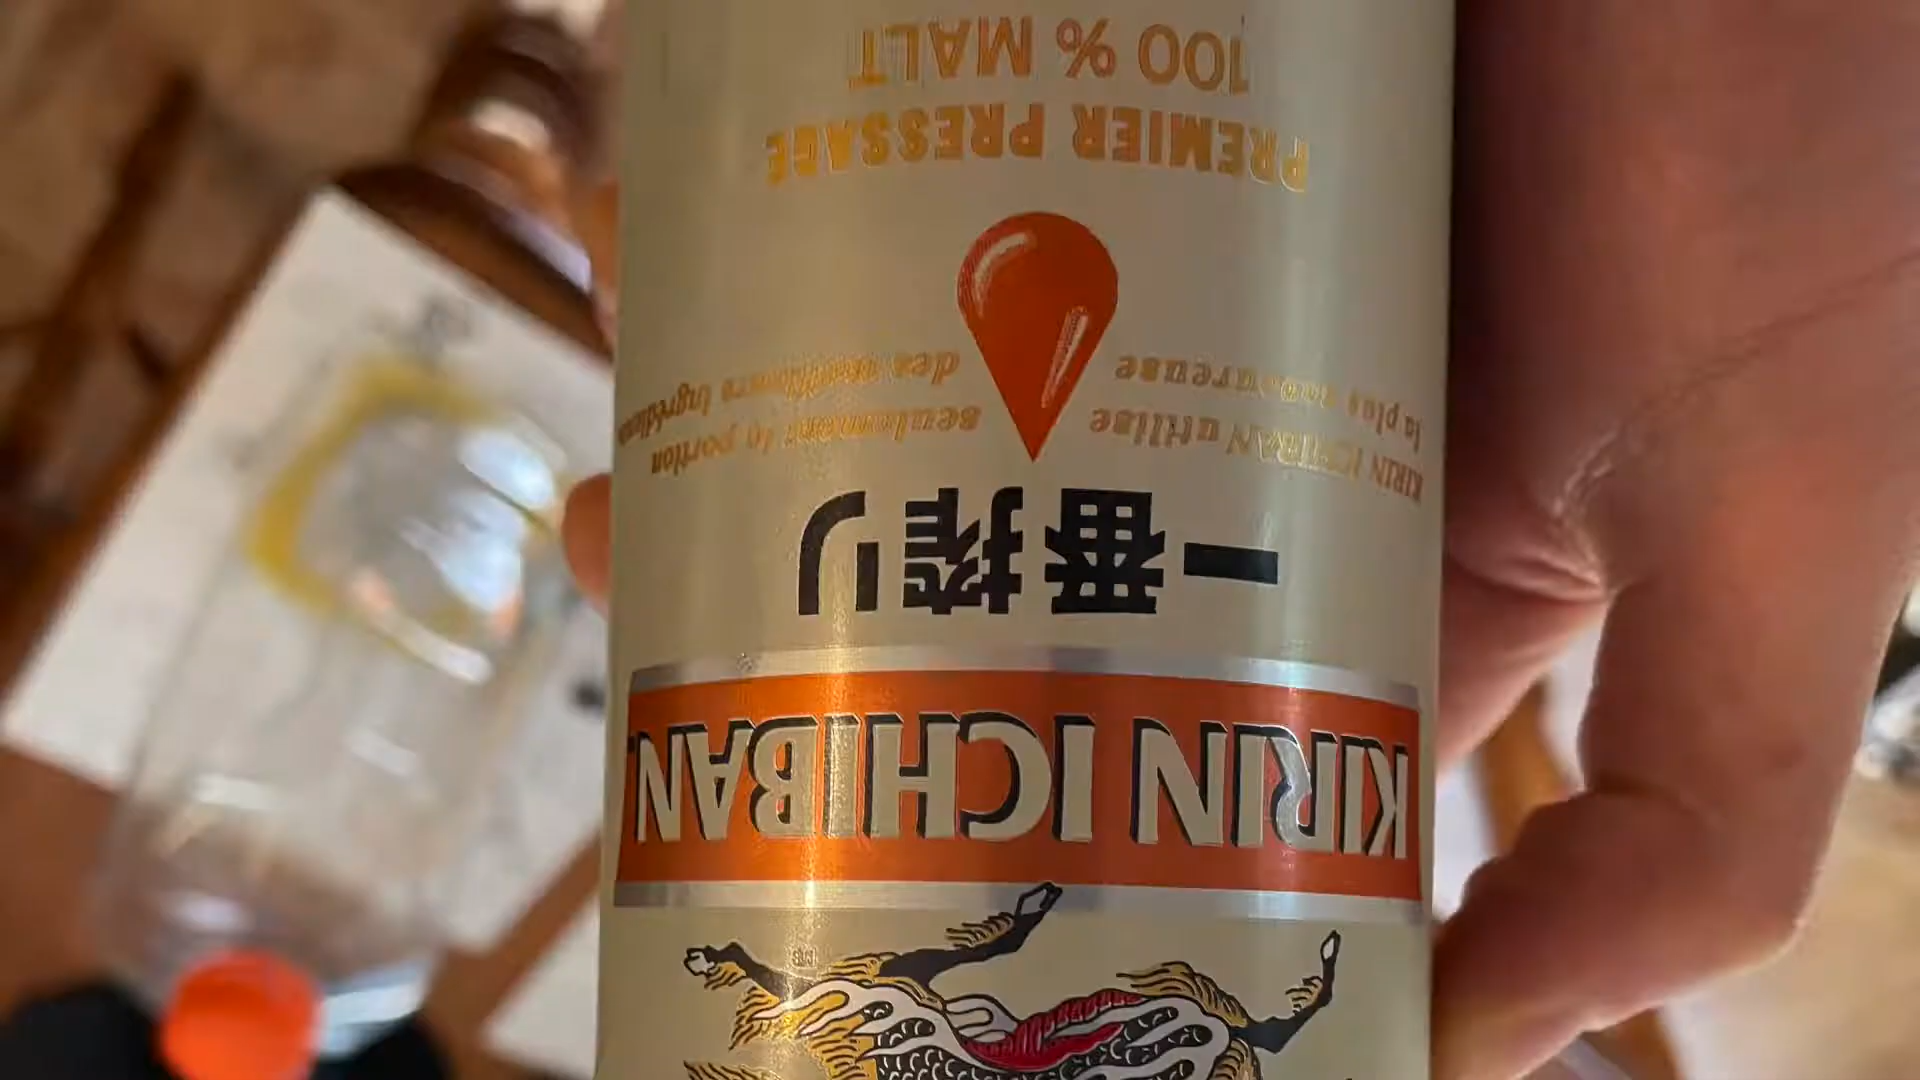 KIRIN ICHIBAN
一番搾り
KIRIN ICHIBAN utilise seulement la portion
la plus savoureuse des meilleurs ingrédients
PREMIER PRESSAGE
100 % MALT